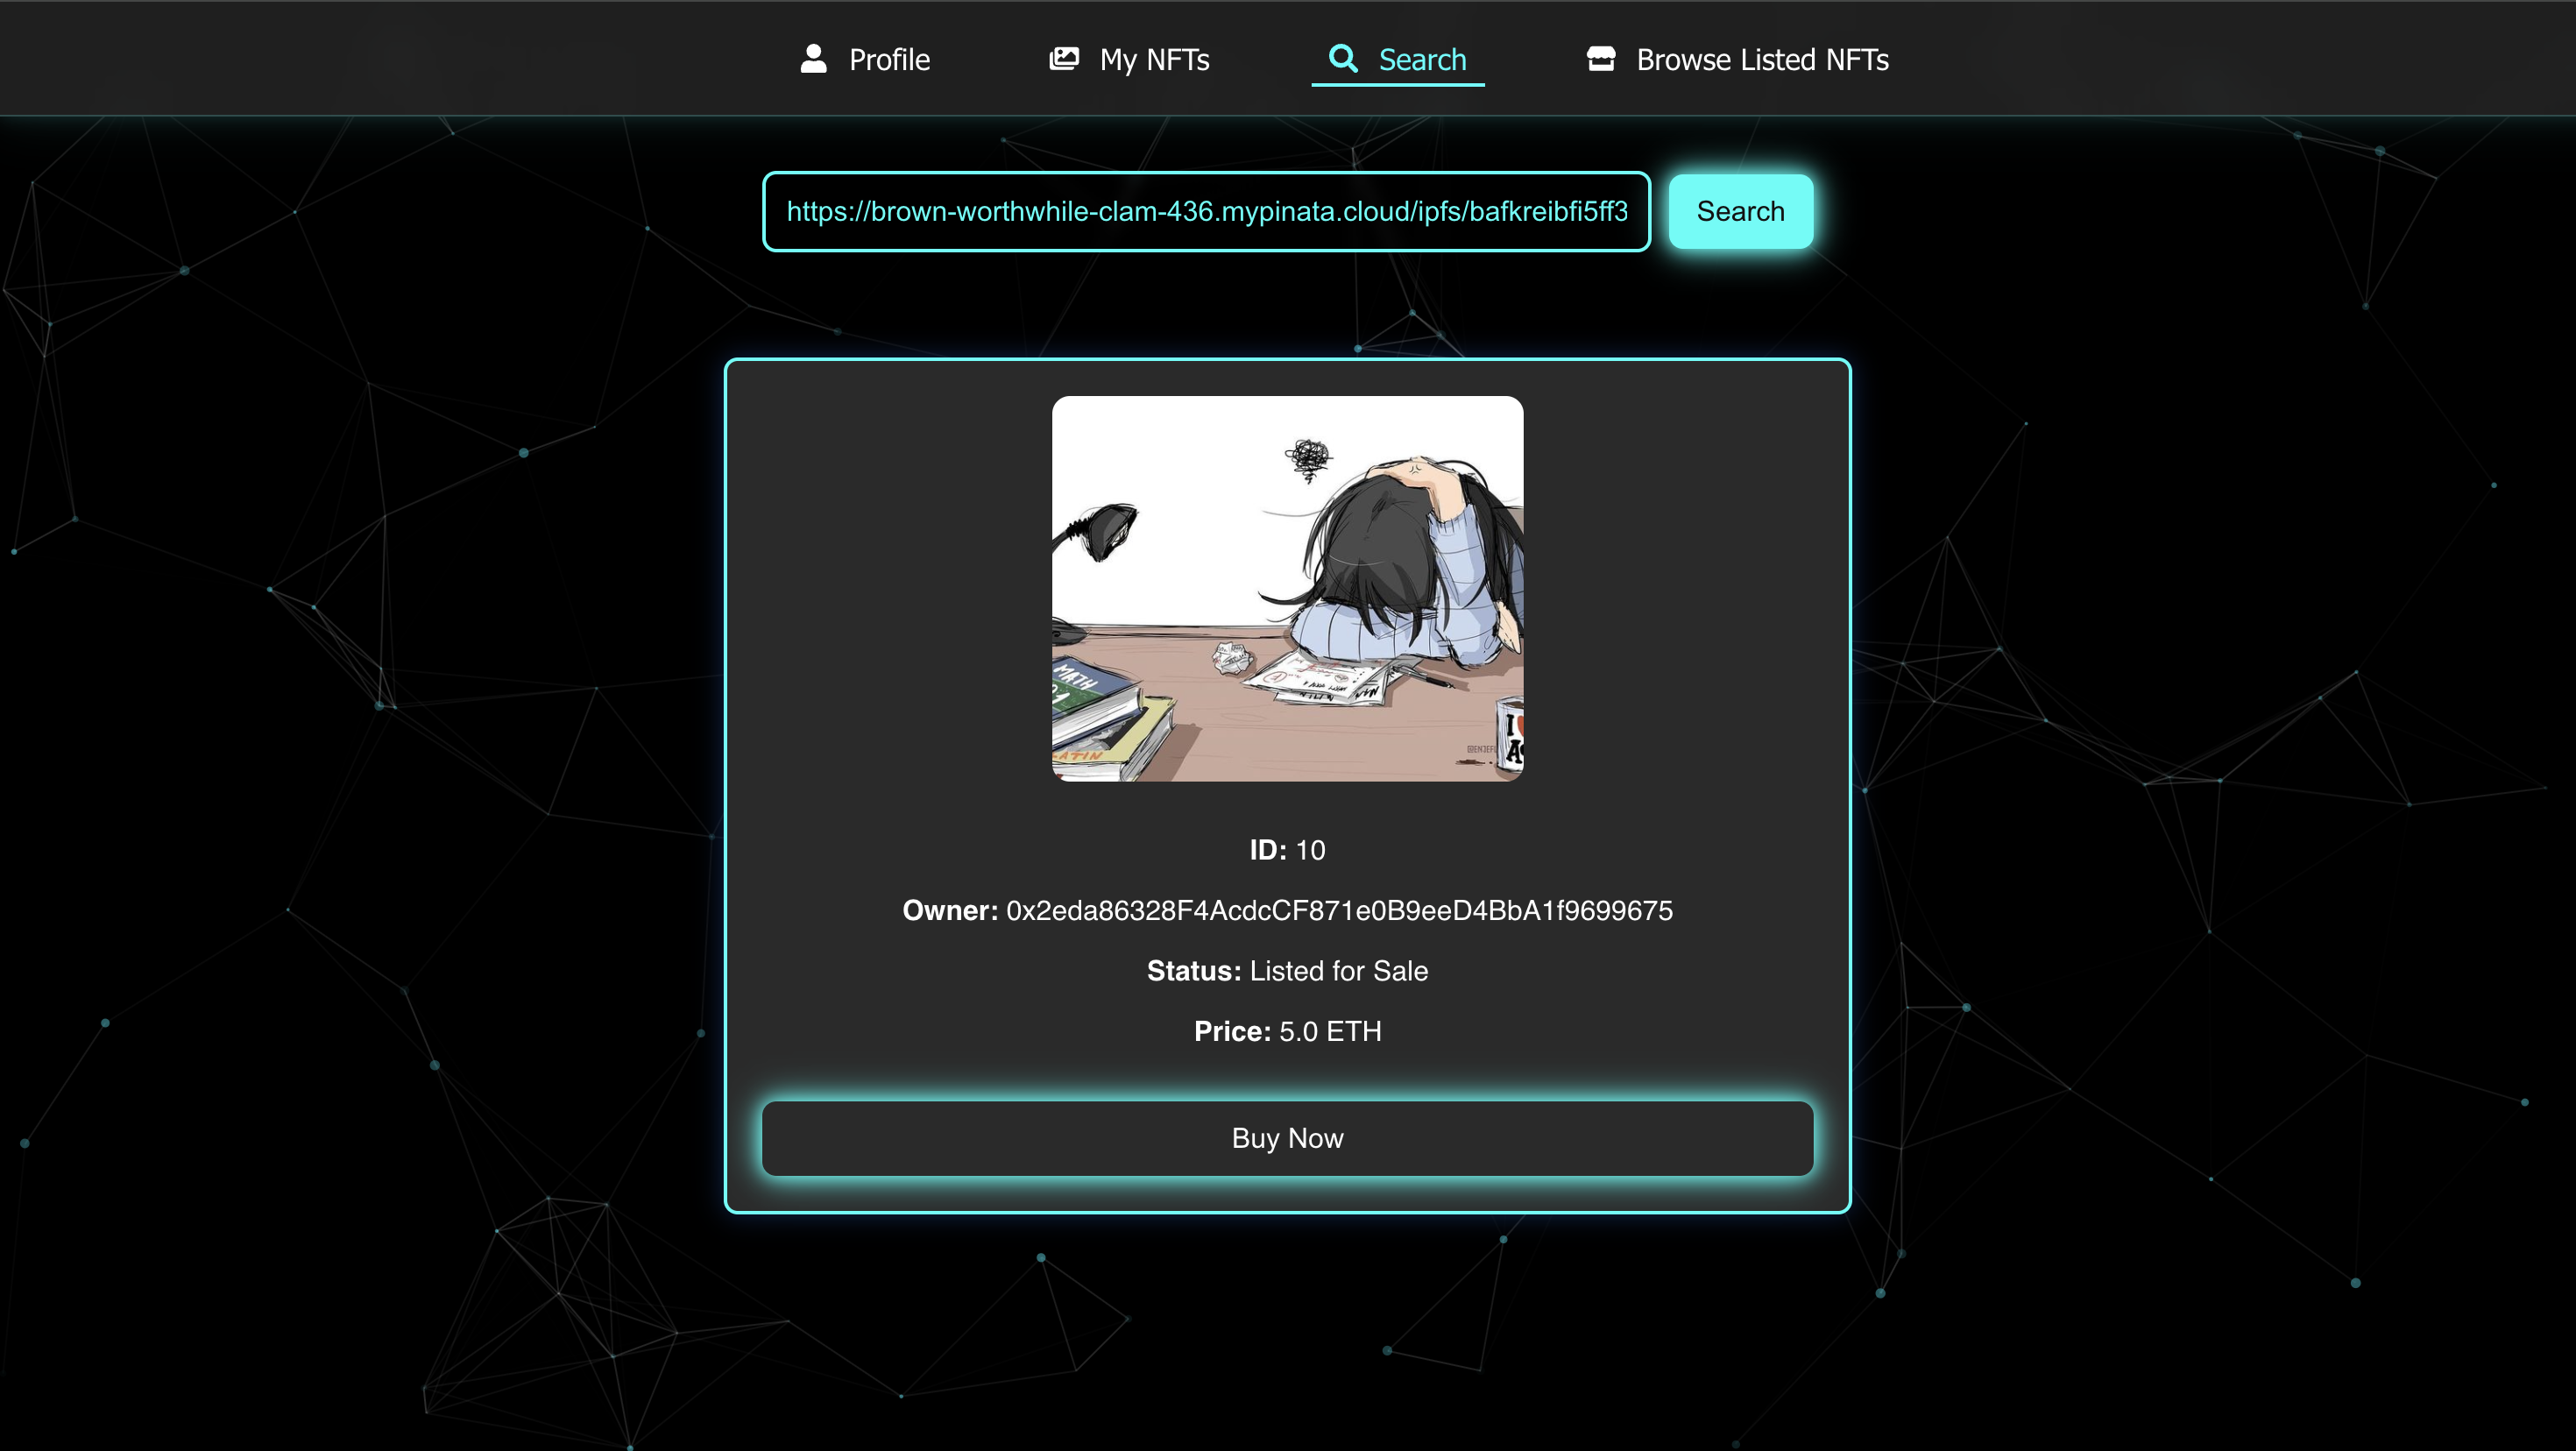 Profile
My NFTs
Search
Browse Listed NFTs
https://brown-worthwhile-clam-436.mypinata.cloud/ipfs/bafkreibfi5ff3
Search
MATH
LATIN
I
ID: 10
Owner: 0x2eda86328F4AcdcCF871e0B9eeD4BbA1f9699675
Status: Listed for Sale
Price: 5.0 ETH
Buy Now